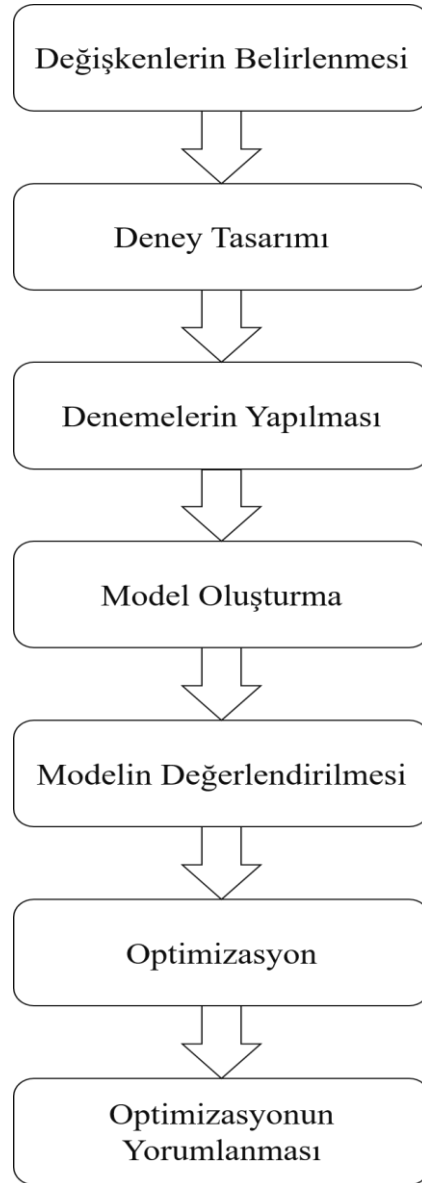 Değişkenlerin Belirlenmesi
Deney Tasarımı
Denemelerin Yapılması
Model Oluşturma
Modelin Değerlendirilmesi
Optimizasyon
Optimizasyonun
Yorumlanması